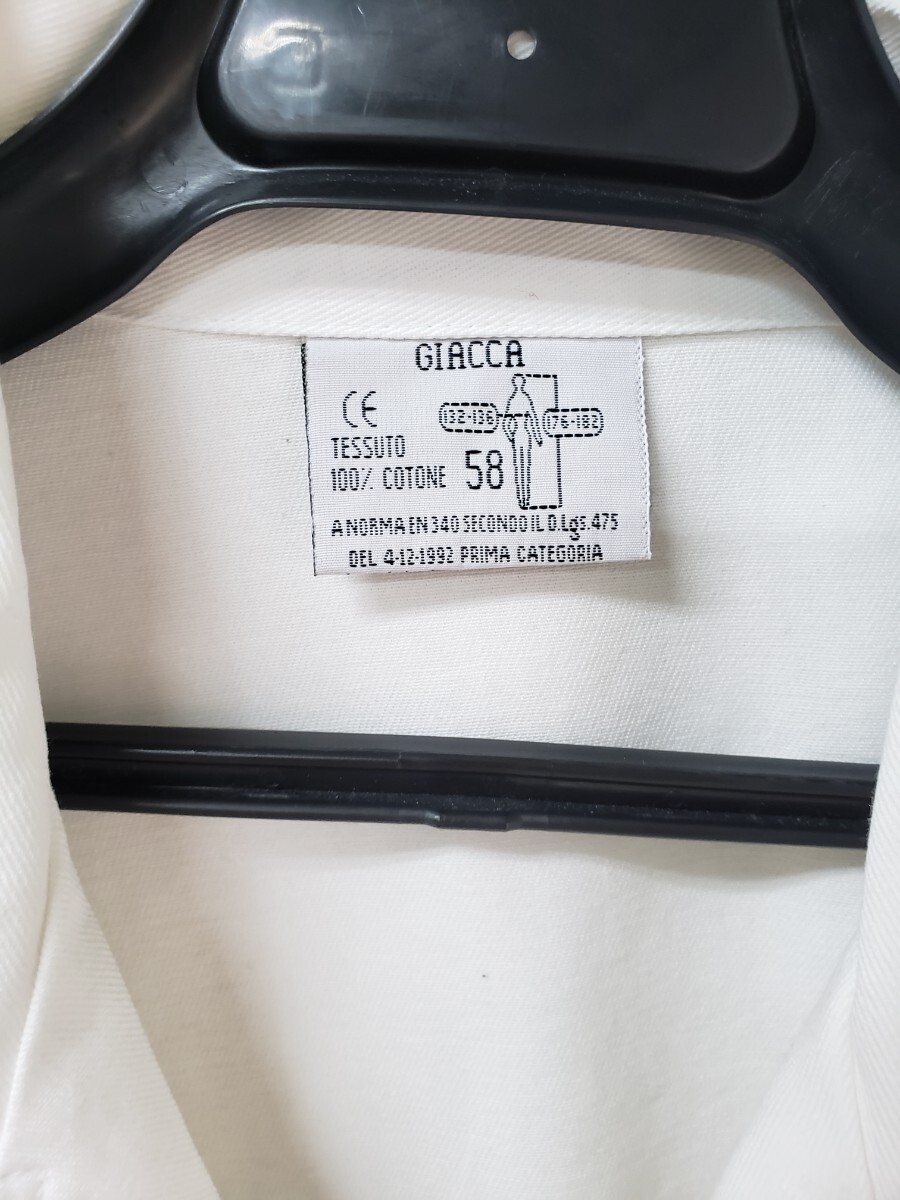 GIACCA
CE
132-136
176-182
TESSUTO
100% COTONE 58
A NORMA EN 340 SECONDO IL D.Lgs. 475
DEL 4-12-1992 PRIMA CATEGORIA